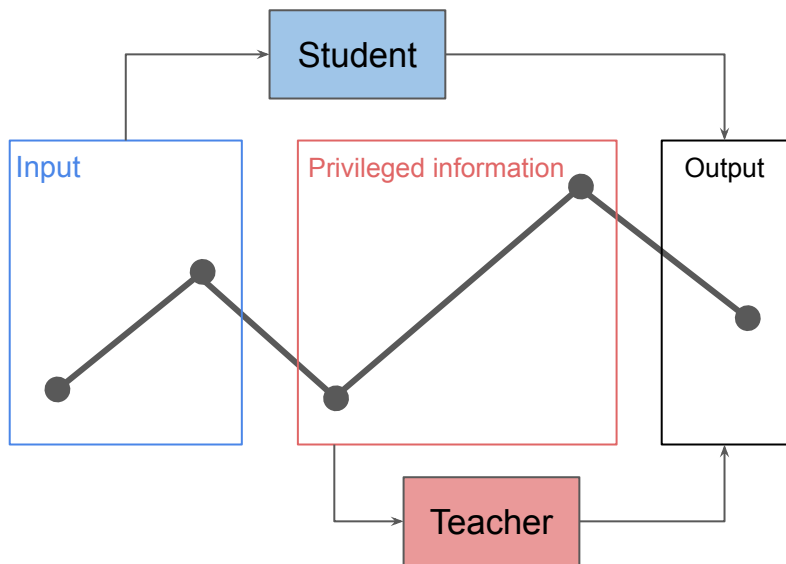 Student
Input
Privileged information
Output
Teacher